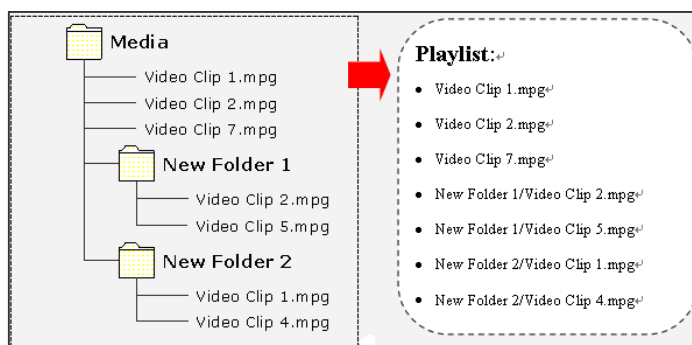 Media
Video Clip 1.mpg
Video Clip 2.mpg
Video Clip 7.mpg
New Folder 1
Video Clip 2.mpg
Video Clip 5.mpg
New Folder 2
Video Clip 1.mpg
Video Clip 4.mpg
Playlist:
Video Clip 1.mpg
Video Clip 2.mpg
Video Clip 7.mpg
New Folder 1/Video Clip 2.mpg
New Folder 1/Video Clip 5.mpg
New Folder 2/Video Clip 1.mpg
New Folder 2/Video Clip 4.mpg